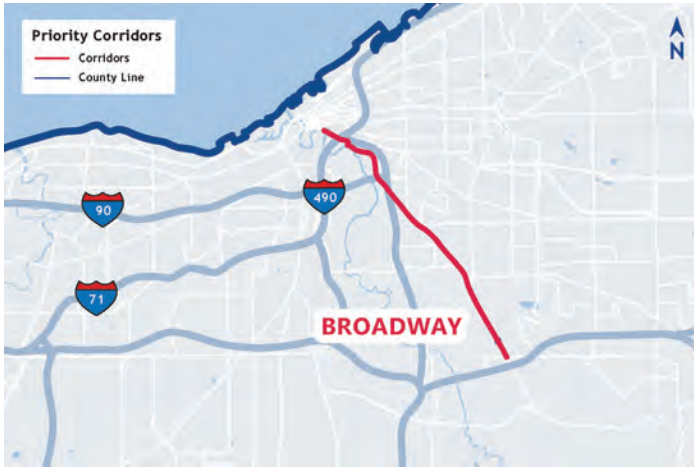 Priority Corridors
Corridors
County Line
N
90
490
71
BROADWAY